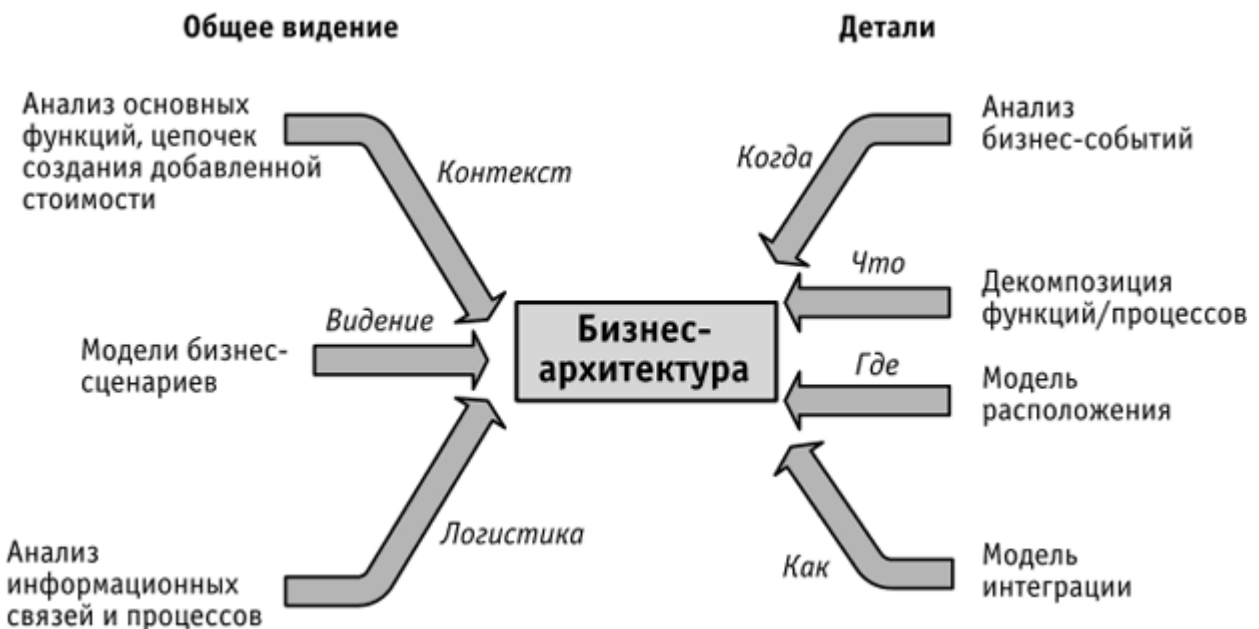 Общее видение
Детали
Анализ основных
функций, цепочек
создания добавленной
стоимости
Контекст
Модели бизнес-
сценариев
Видение
Анализ
информационных
связей и процессов
Логистика
Бизнес-
архитектура
Когда
Анализ
бизнес-событий
Что
Декомпозиция
функций/процессов
Где
Модель
расположения
Как
Модель
интеграции